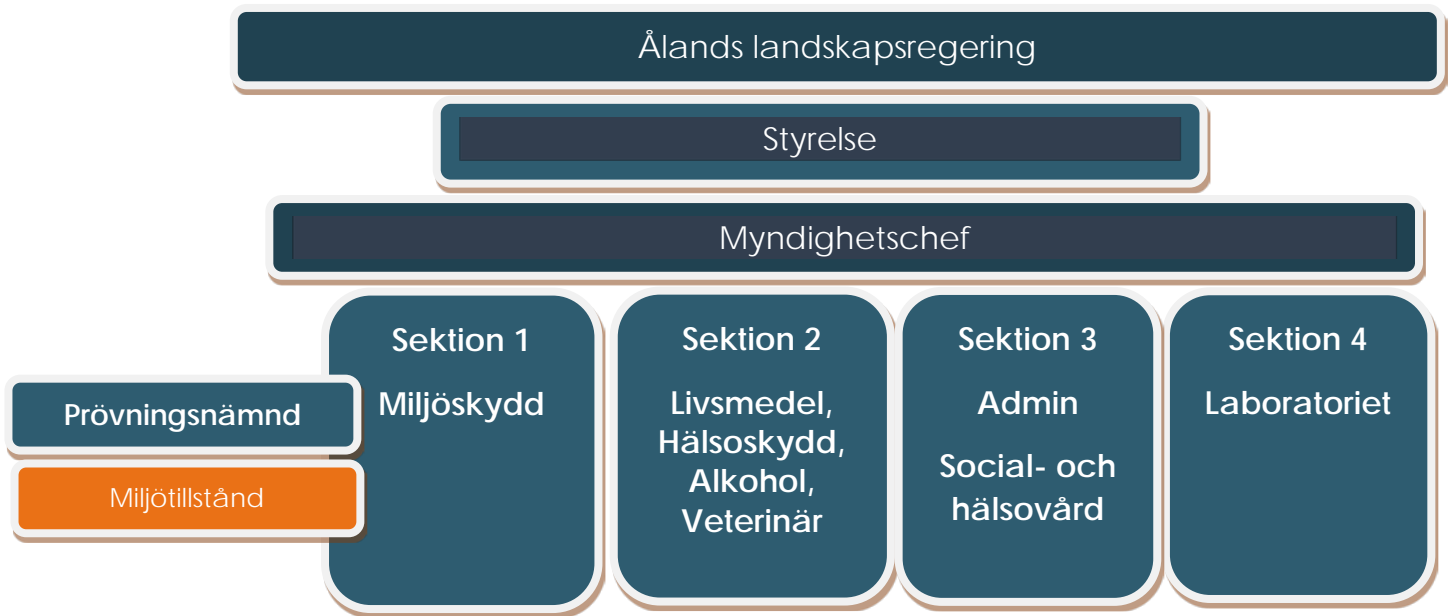 Ålands landskapsregering
Styrelse
Myndighetschef
Prövningsnämnd
Miljötillstånd
Sektion 1
Miljöskydd
Sektion 2
Livsmedel,
Hälsoskydd,
Alkohol,
Veterinär
Sektion 3
Admin
Social- och
hälsovård
Sektion 4
Laboratoriet